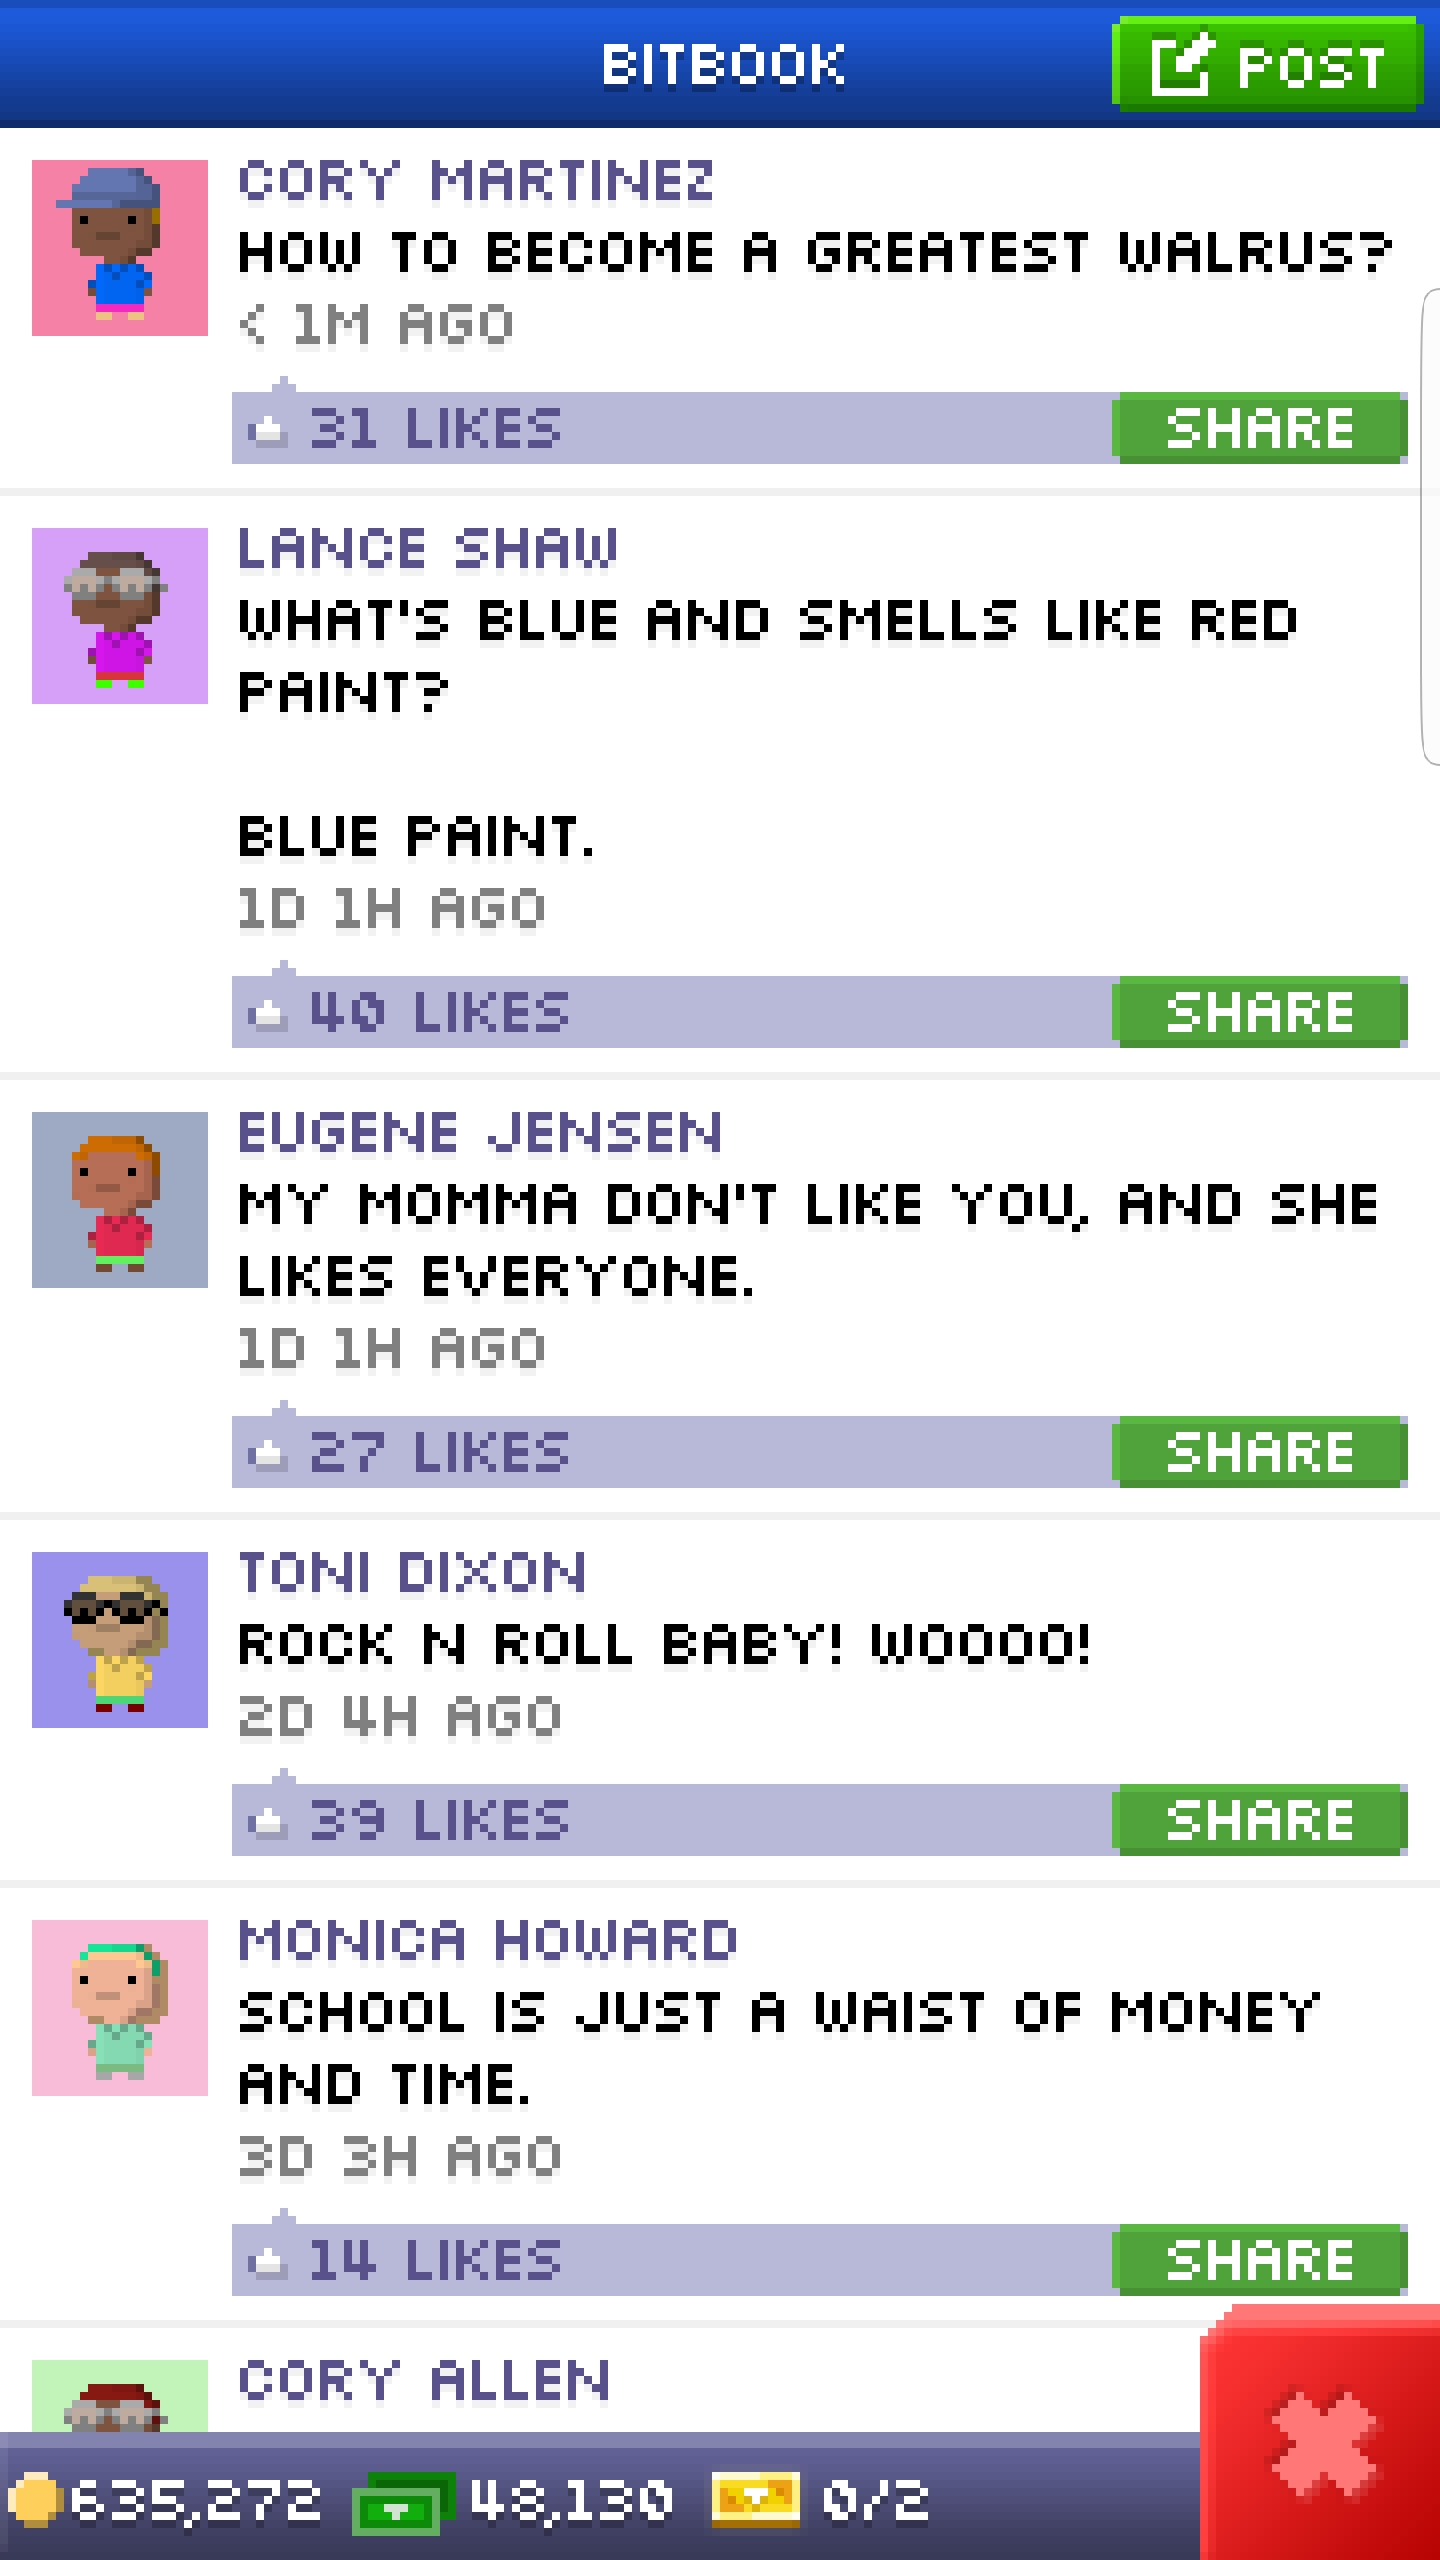 BITBOOK
POST
CORY MARTINEZ
HOW TO BECOME A GREATEST WALRUS?
< 1M AGO
31 LIKES
SHARE
LANCE SHAW
WHAT'S BLUE AND SMELLS LIKE RED
PAINT?
BLUE PAINT.
1D 1H AGO
40 LIKES
SHARE
EUGENE JENSEN
MY MOMMA DON'T LIKE YOU, AND SHE
LIKES EVERYONE.
1D 1H AGO
27 LIKES
SHARE
TONI DIXON
ROCK N ROLL BABY! WOOOO!
2D 4H AGO
39 LIKES
SHARE
MONICA HOWARD
SCHOOL IS JUST A WAIST OF MONEY
AND TIME.
3D 3H AGO
14 LIKES
SHARE
CORY ALLEN
635,272 48,130 0/2